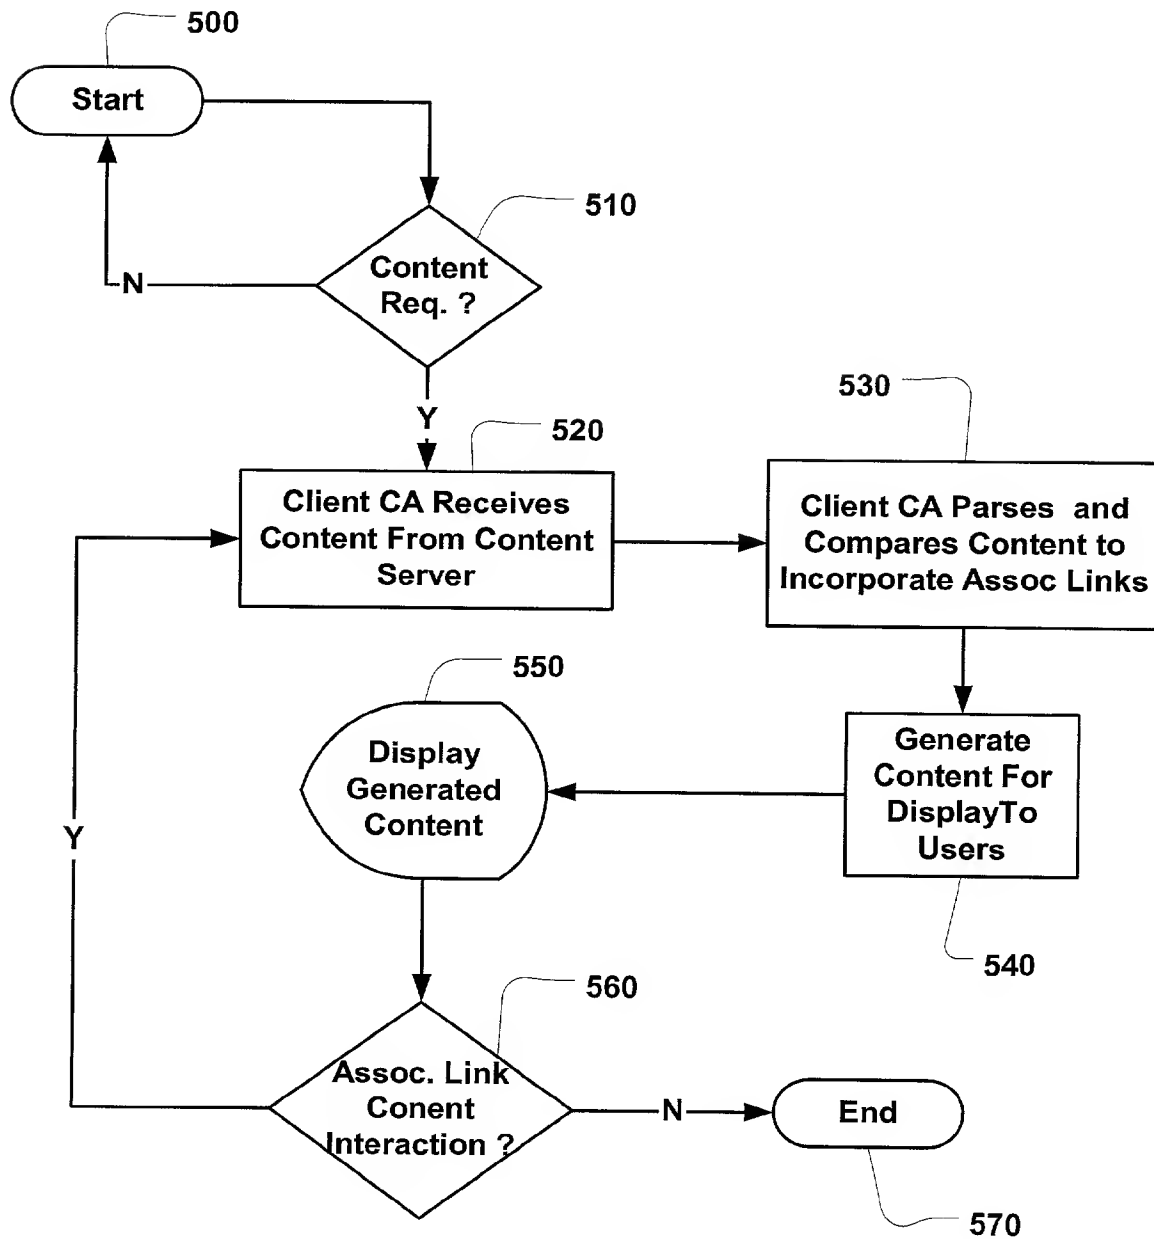 500
Start
510
Content
Req. ?
N
Y
520
530
Client CA Receives
Content From Content
Server
Client CA Parses and
Compares Content to
Incorporate Assoc Links
550
Display
Generated
Content
Generate
Content For
DisplayTo
Users
Y
540
560
Assoc. Link
Conent
Interaction ?
N
End
570